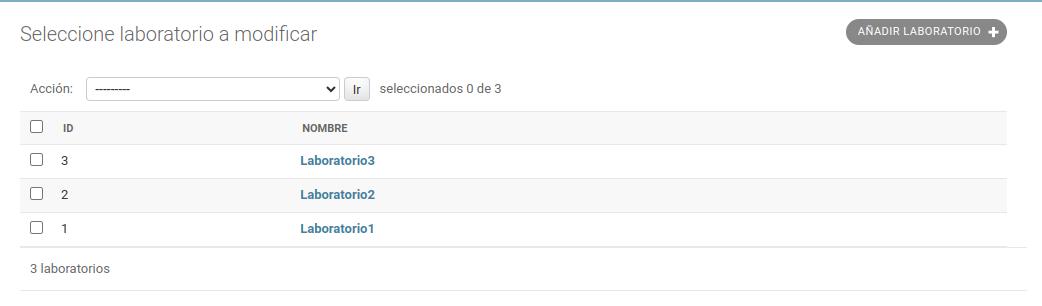 Seleccione laboratorio a modificar
AÑADIR LABORATORIO +
Acción: --------- Ir seleccionados 0 de 3
ID NOMBRE
3 Laboratorio3
2 Laboratorio2
1 Laboratorio1
3 laboratorios